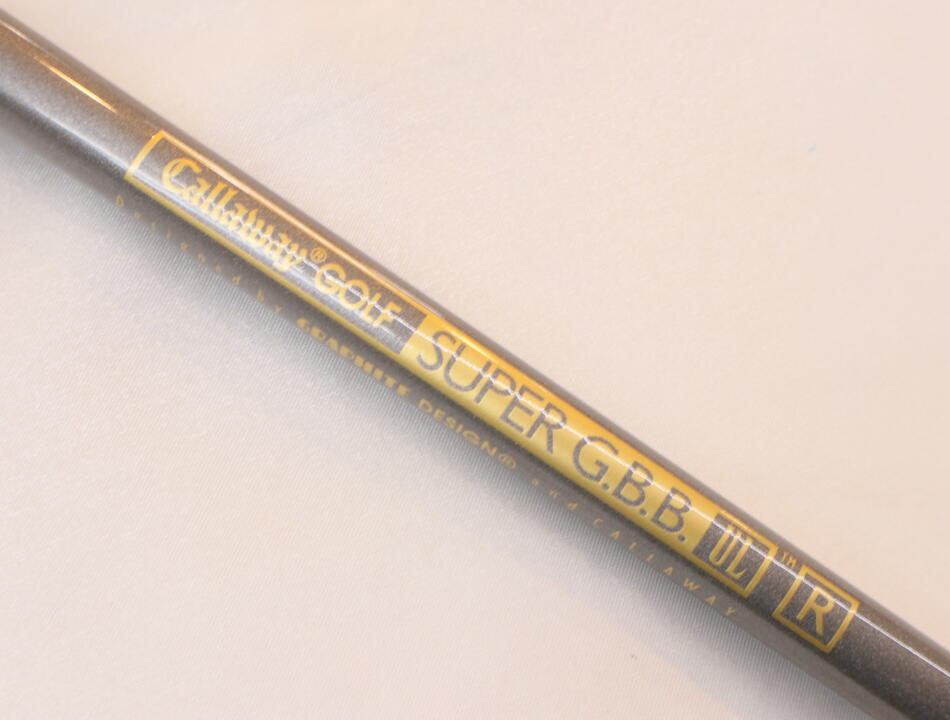 Callaway® GOLF SUPER G.B.B. UL™ R
Designed by GRAPHITE DESIGN® and CALLAWAY